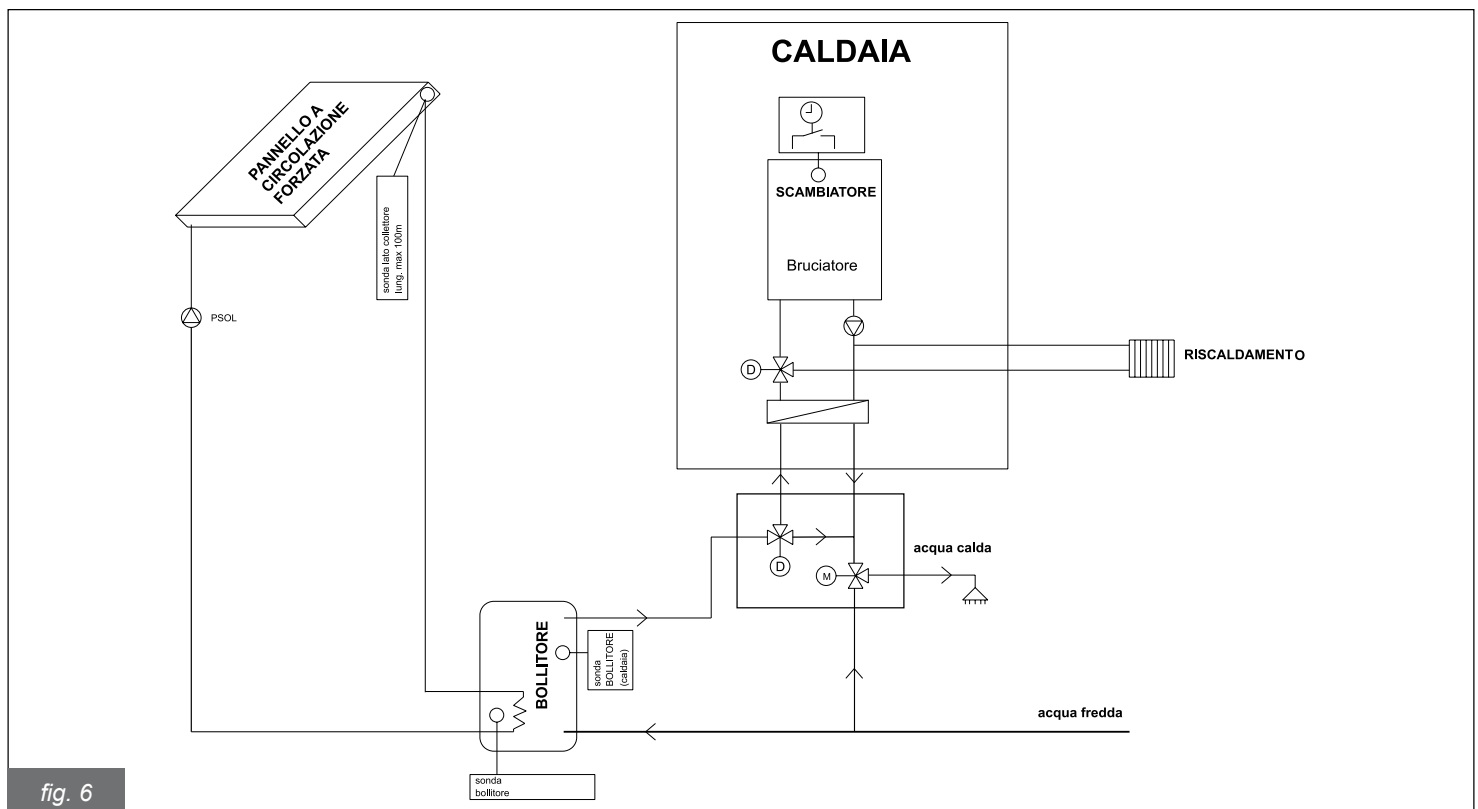 CALDAIA
PANNELLO A
CIRCOLAZIONE
FORZATA
sonda lato collettore
lung. max 100m
SCAMBIATORE
Bruciatore
PSOL
D
RISCALDAMENTO
acqua calda
D
M
BOLLITORE
sonda
BOLLITORE
(caldaia)
acqua fredda
sonda
bollitore
fig. 6